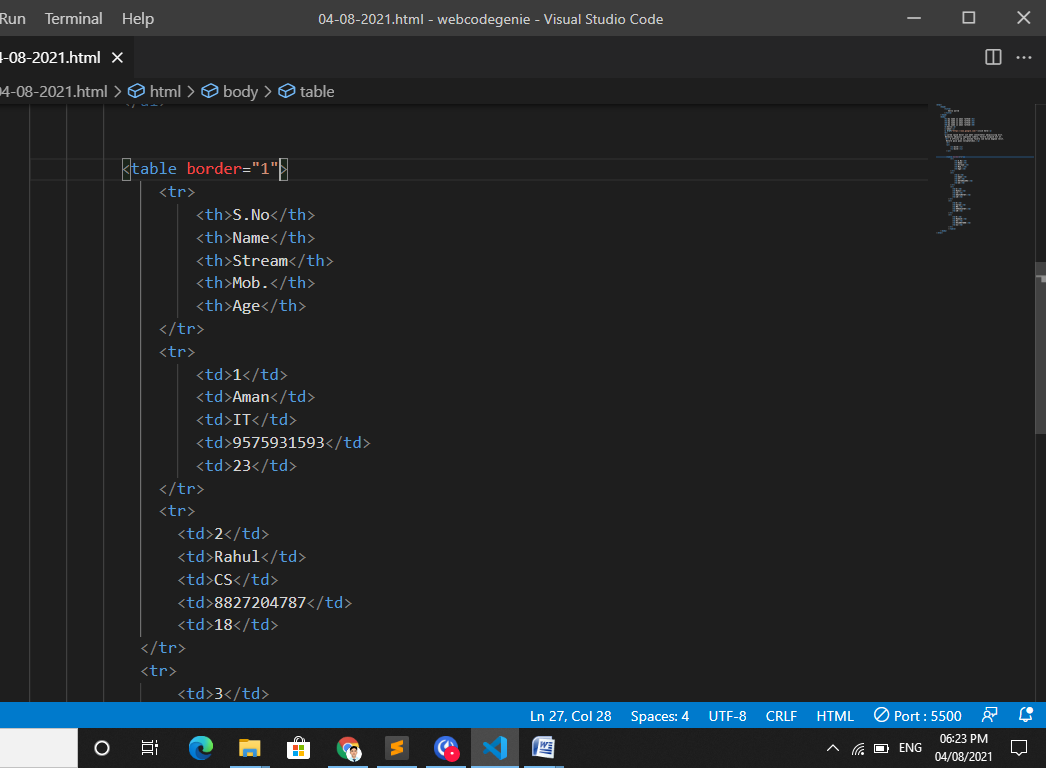 Run Terminal Help 04-08-2021.html - webcodegenie - Visual Studio Code
-08-2021.html
04-08-2021.html > html > body > table
<table border="1">
<tr>
<th>S.No</th>
<th>Name</th>
<th>Stream</th>
<th>Mob.</th>
<th>Age</th>
</tr>
<tr>
<td>1</td>
<td>Aman</td>
<td>IT</td>
<td>9575931593</td>
<td>23</td>
</tr>
<tr>
<td>2</td>
<td>Rahul</td>
<td>CS</td>
<td>8827204787</td>
<td>18</td>
</tr>
<tr>
<td>3</td>
Ln 27, Col 28 Spaces: 4 UTF-8 CRLF HTML Port : 5500
ENG 06:23 PM
04/08/2021